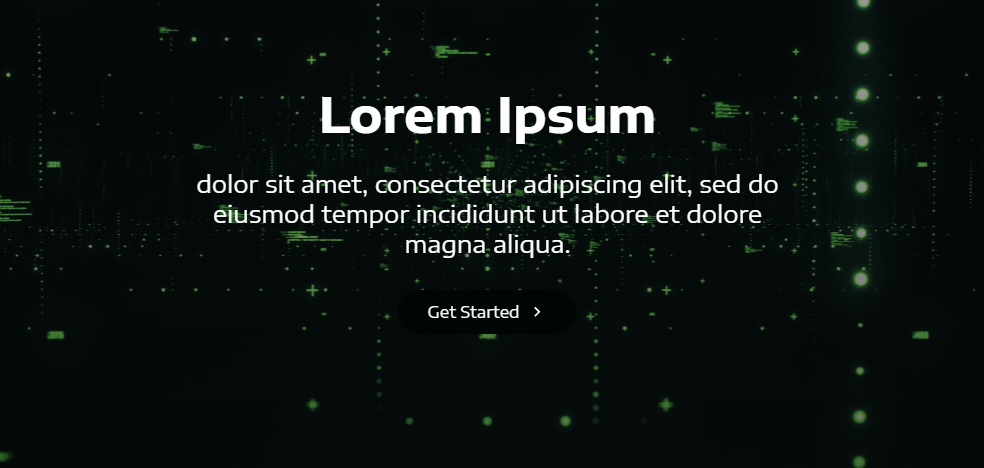 Lorem Ipsum
dolor sit amet, consectetur adipiscing elit, sed do
eiusmod tempor incididunt ut labore et dolore
magna aliqua.
Get Started